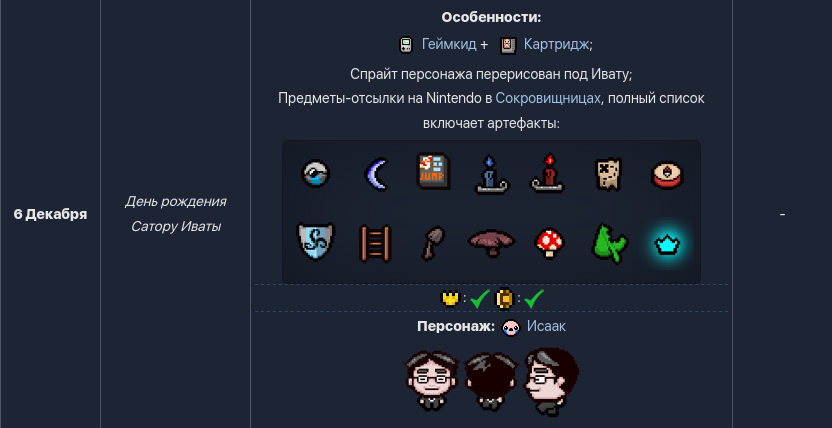 Особенности:
Геймкид + Картридж;
Спрайт персонажа перерисован под Ивату;
Предметы-отсылки на Nintendo в Сокровищницах, полный список
включает артефакты:
JUMP
6 Декабря
День рождения
Сатору Иваты
-
: :
Персонаж: Исаак